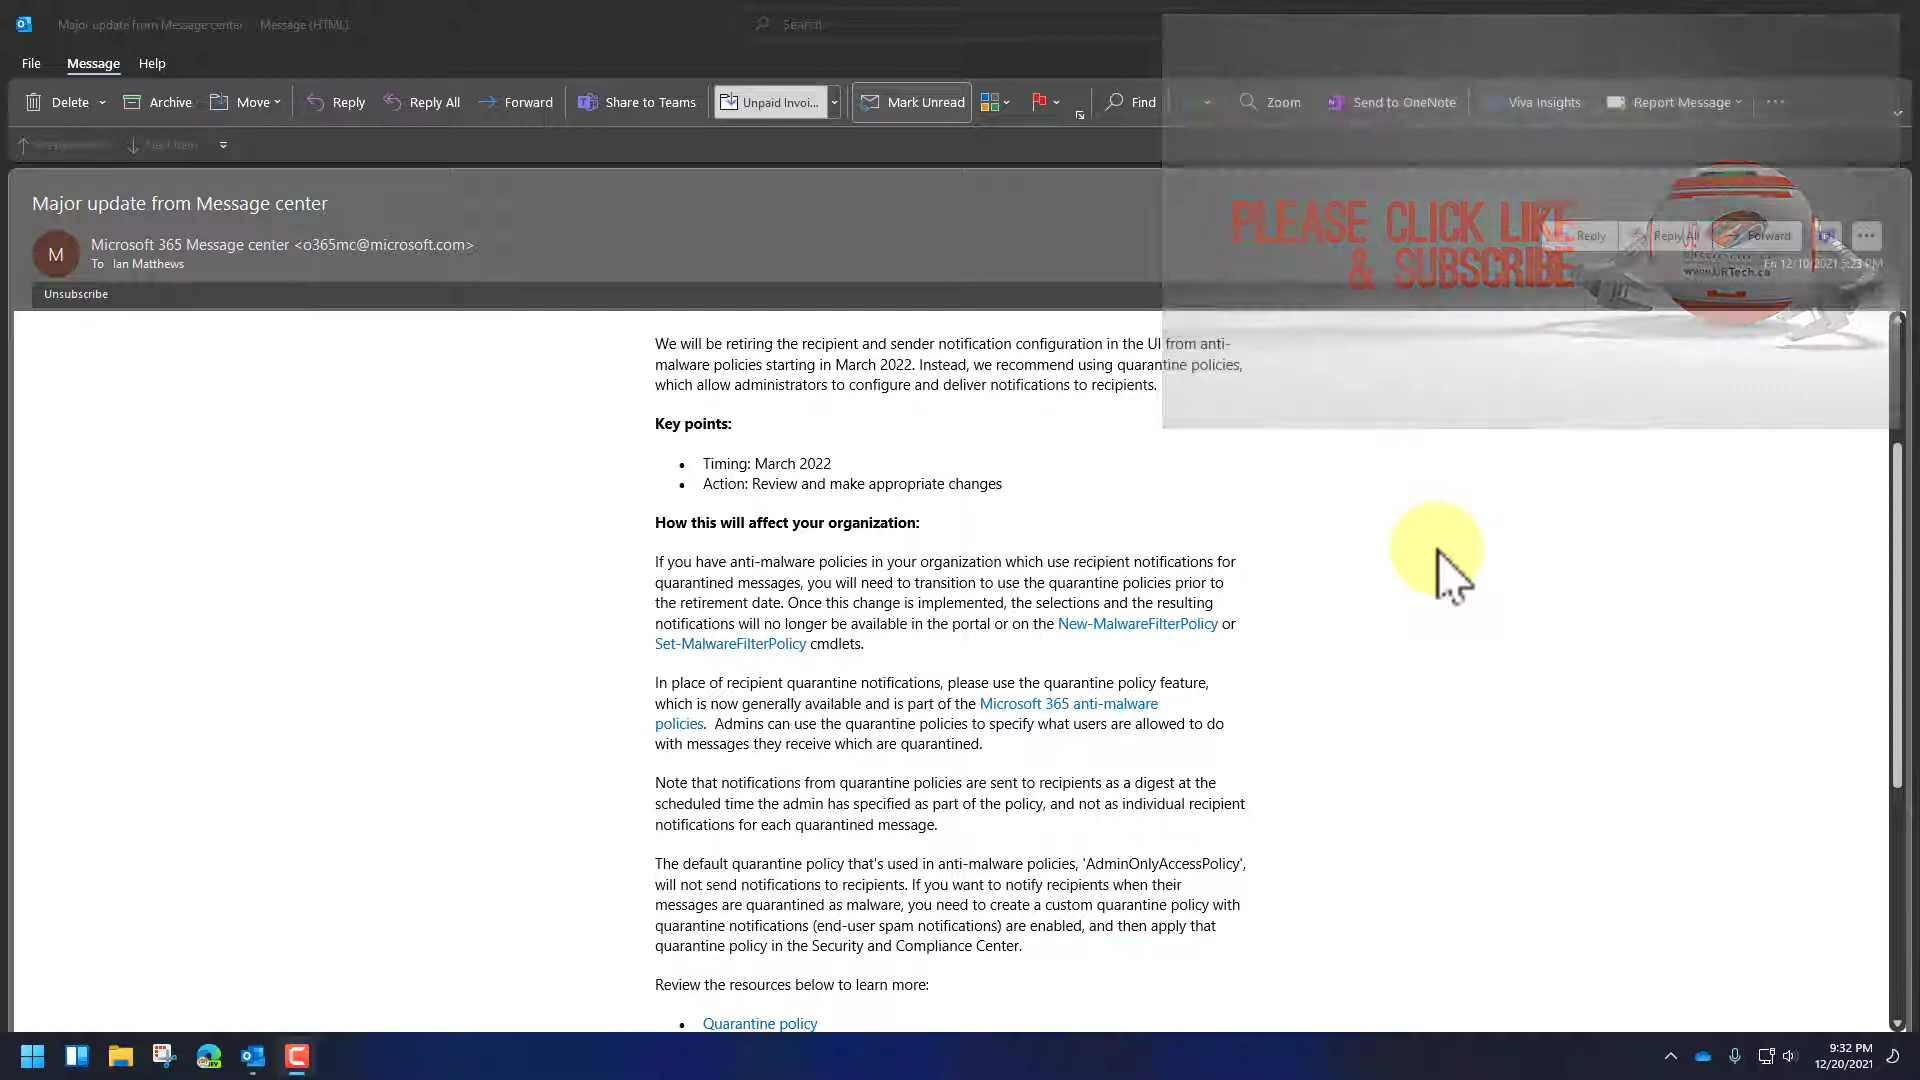 Major update from Message center - Message (HTML)
Search
File Message Help
Delete Archive Move Reply Reply All Forward Share to Teams Unpaid Invoi... Mark Unread Find Zoom Send to OneNote Viva Insights Report Message ...
Next Item
Major update from Message center
M
Microsoft 365 Message center <o365mc@microsoft.com>
To Ian Matthews
Reply Reply All Forward
Fri 12/10/2021 5:23 PM
Unsubscribe
PLEASE CLICK LIKE
& SUBSCRIBE
www.URTech.ca
We will be retiring the recipient and sender notification configuration in the UI from anti-
malware policies starting in March 2022. Instead, we recommend using quarantine policies,
which allow administrators to configure and deliver notifications to recipients.
Key points:
• Timing: March 2022
• Action: Review and make appropriate changes
How this will affect your organization:
If you have anti-malware policies in your organization which use recipient notifications for
quarantined messages, you will need to transition to use the quarantine policies prior to
the retirement date. Once this change is implemented, the selections and the resulting
notifications will no longer be available in the portal or on the New-MalwareFilterPolicy or
Set-MalwareFilterPolicy cmdlets.
In place of recipient quarantine notifications, please use the quarantine policy feature,
which is now generally available and is part of the Microsoft 365 anti-malware
policies. Admins can use the quarantine policies to specify what users are allowed to do
with messages they receive which are quarantined.
Note that notifications from quarantine policies are sent to recipients as a digest at the
scheduled time the admin has specified as part of the policy, and not as individual recipient
notifications for each quarantined message.
The default quarantine policy that's used in anti-malware policies, 'AdminOnlyAccessPolicy',
will not send notifications to recipients. If you want to notify recipients when their
messages are quarantined as malware, you need to create a custom quarantine policy with
quarantine notifications (end-user spam notifications) are enabled, and then apply that
quarantine policy in the Security and Compliance Center.
Review the resources below to learn more:
• Quarantine policy
9:32 PM
12/20/2021